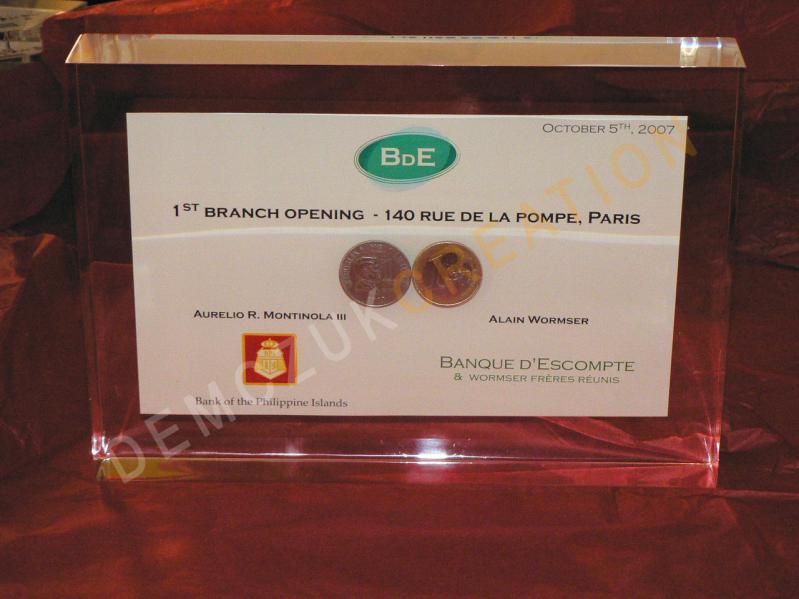 October 5TH, 2007
BDE
1ST BRANCH OPENING - 140 RUE DE LA POMPE, PARIS
AURELIO R. MONTINOLA III
ALAIN WORMSER
BANQUE D'ESCOMPTE
& WORMSER FRÈRES RÉUNIS
Bank of the Philippine Islands
DEMOZUKCREATION